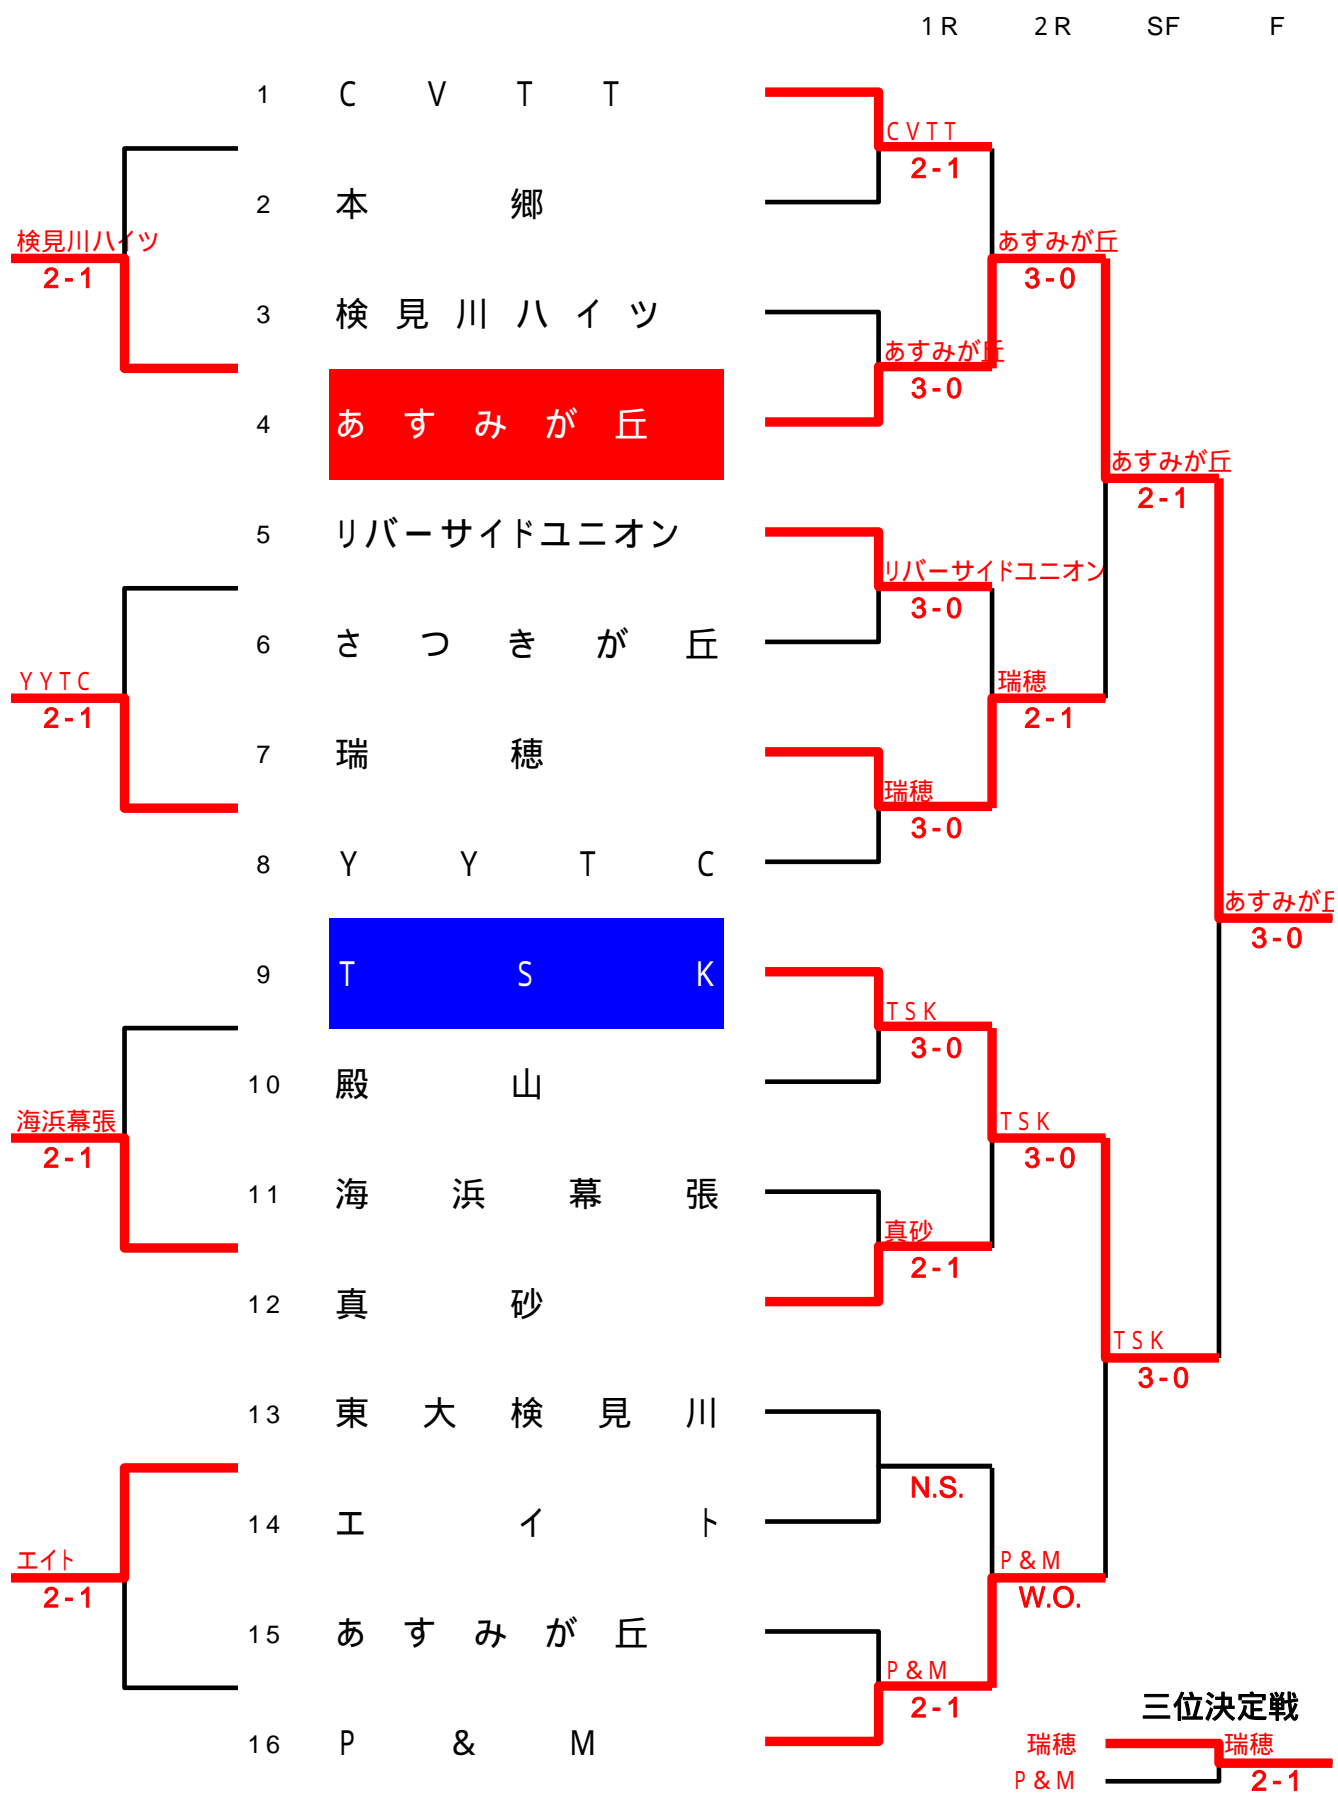 1R 2R SF F
1 CVTT
CVTT
2-1
2 本郷
検見川ハイツ
2-1
あすみが丘
3-0
3 検見川ハイツ
あすみが丘
3-0
4 あすみが丘
あすみが丘
2-1
5 リバーサイドユニオン
リバーサイドユニオン
3-0
6 さつきが丘
YYTC
2-1
瑞穂
2-1
7 瑞穂
瑞穂
3-0
8 YYTC
あすみが丘
3-0
9 TSK
TSK
3-0
10 殿山
海浜幕張
2-1
TSK
3-0
11 海浜幕張
真砂
2-1
12 真砂
TSK
3-0
13 東大検見川
N.S.
14 エイト
エイト
2-1
P&M
W.O.
15 あすみが丘
P&M
2-1
16 P&M
三位決定戦
瑞穂
P&M
瑞穂
2-1